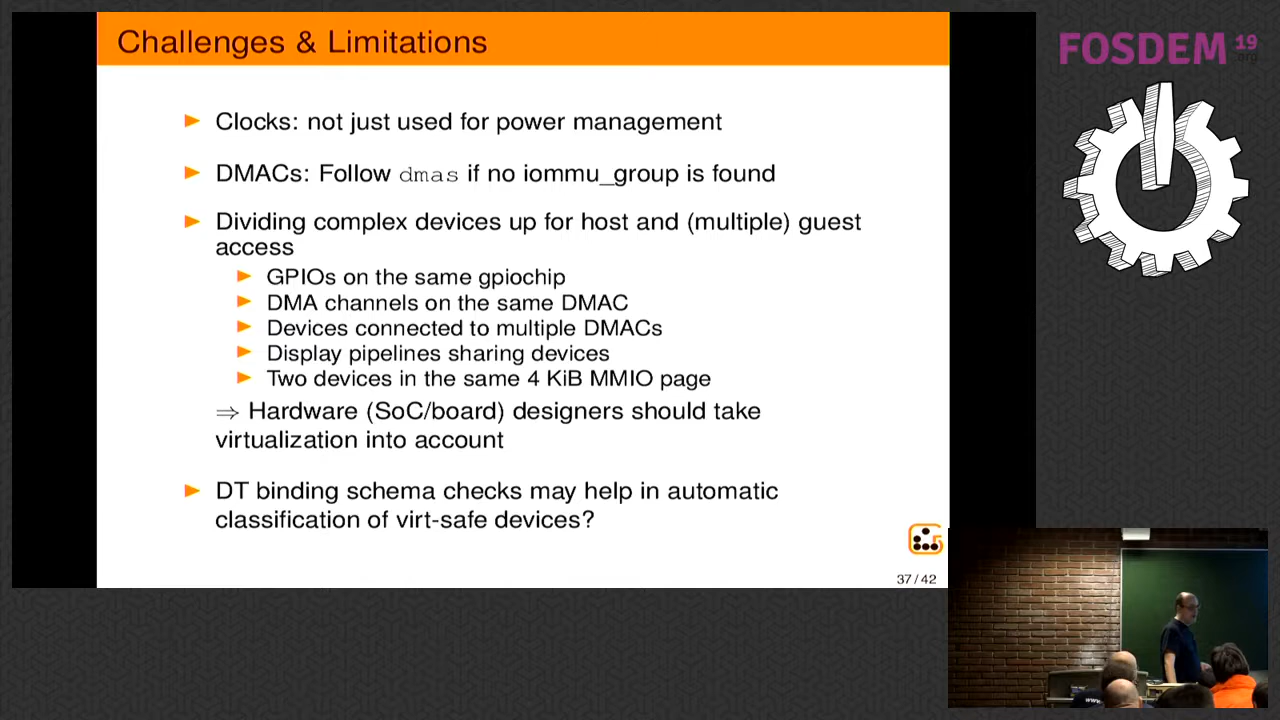 Challenges & Limitations
Clocks: not just used for power management
DMACs: Follow dmas if no iommu_group is found
Dividing complex devices up for host and (multiple) guest
access
GPIOs on the same gpiochip
DMA channels on the same DMAC
Devices connected to multiple DMACs
Display pipelines sharing devices
Two devices in the same 4 KiB MMIO page
⇒ Hardware (SoC/board) designers should take
virtualization into account
DT binding schema checks may help in automatic
classification of virt-safe devices?
37 / 42
FOSDEM 19
.org